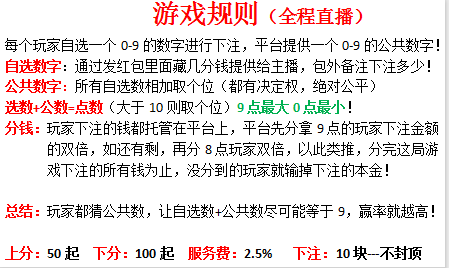 游戏规则（全程直播）
每个玩家自选一个 0-9 的数字进行下注，平台提供一个 0-9 的公共数字！
自选数字：通过发红包里面藏几分钱提供给主播，包外备注下注多少！
公共数字：所有自选数字相加取个位（都有决定权，绝对公平）
选数+公数=点数（大于 10 则取个位）9 点最大 0 点最小！
分钱：玩家下注的钱都托管在平台上，平台先分拿 9 点的玩家下注金额
的双倍，如还有剩，再分 8 点玩家双倍，以此类推，分完这局游
戏下注的所有钱为止，没分到的玩家就输掉下注的本金！
总结：玩家都猜公共数，让自选数+公共数尽可能等于 9，赢率就越高！
上分：50 起 下分：100 起 服务费：2.5% 下注：10 块---不封顶